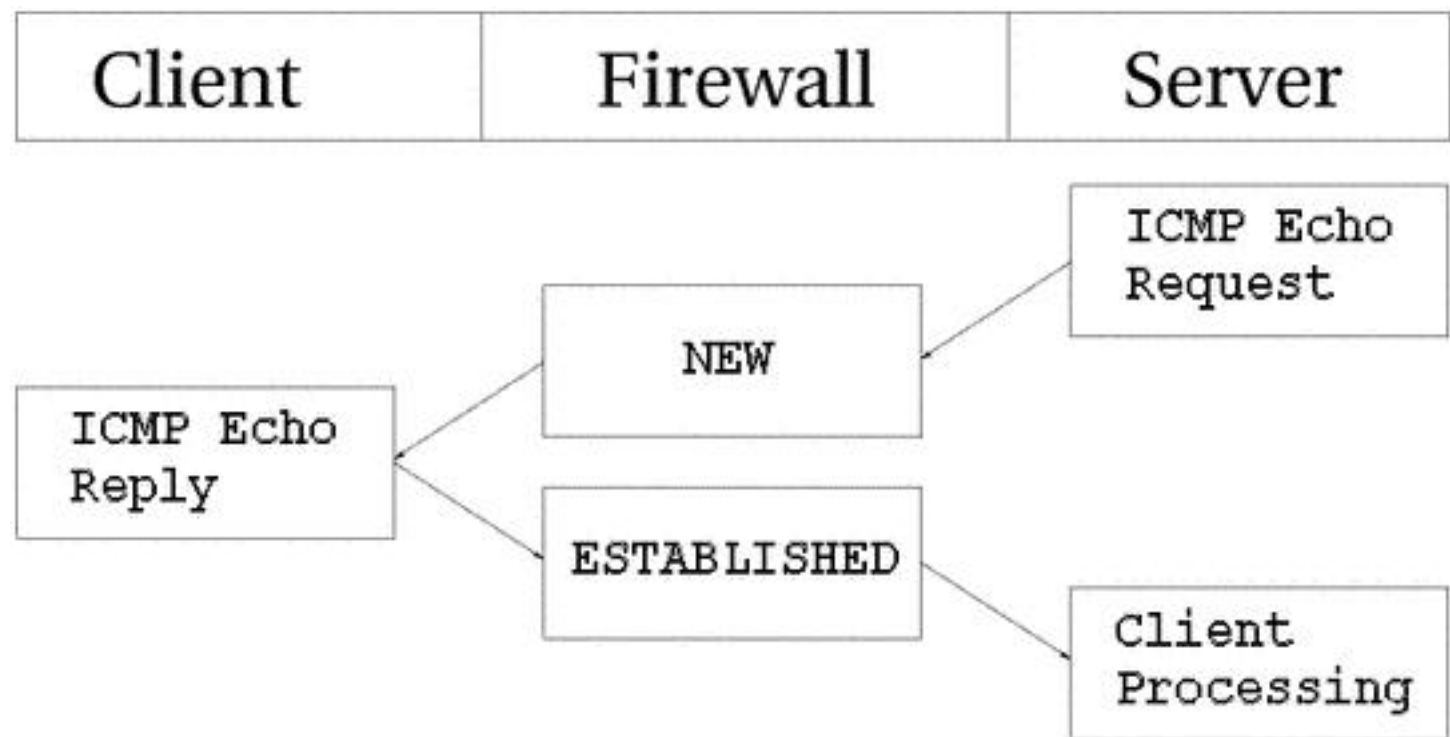 Client Firewall Server
ICMP Echo
Request
NEW
ICMP Echo
Reply
ESTABLISHED
Client
Processing